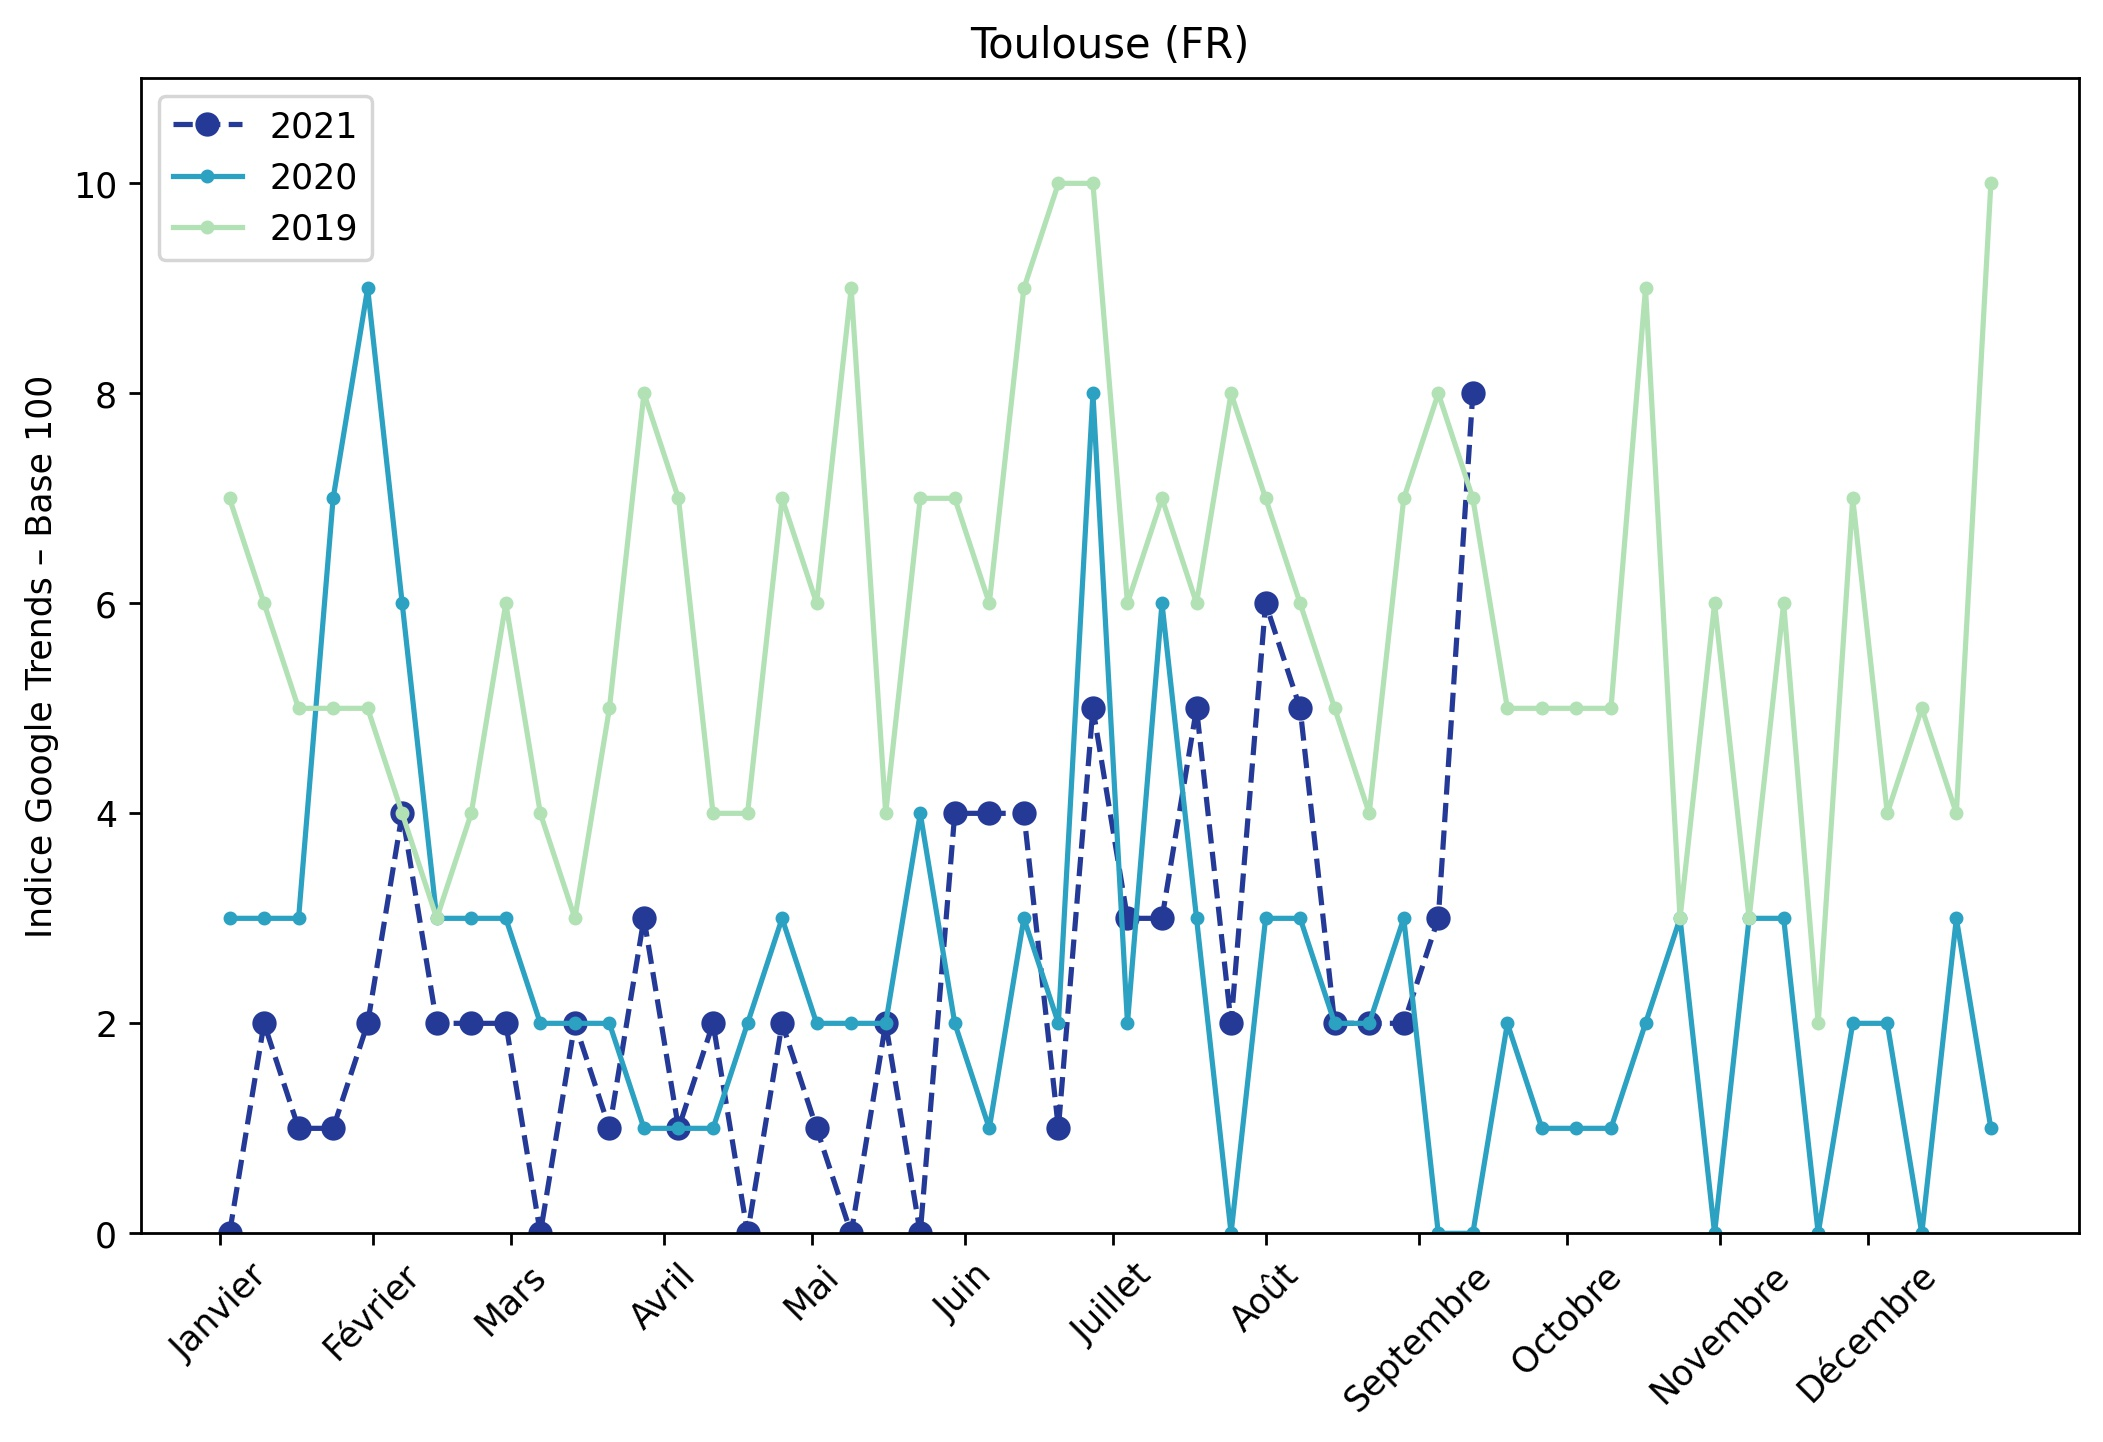 Toulouse (FR)
2021
2020
2019
Indice Google Trends – Base 100
10
8
6
4
2
0
Janvier
Février
Mars
Avril
Mai
Juin
Juillet
Août
Septembre
Octobre
Novembre
Décembre